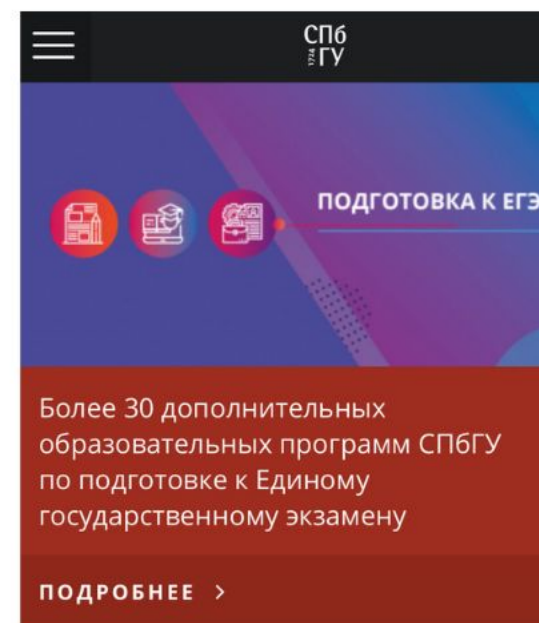 СПб
1724 ГУ
ПОДГОТОВКА К ЕГЭ
Более 30 дополнительных
образовательных программ СПбГУ
по подготовке к Единому
государственному экзамену
ПОДРОБНЕЕ >